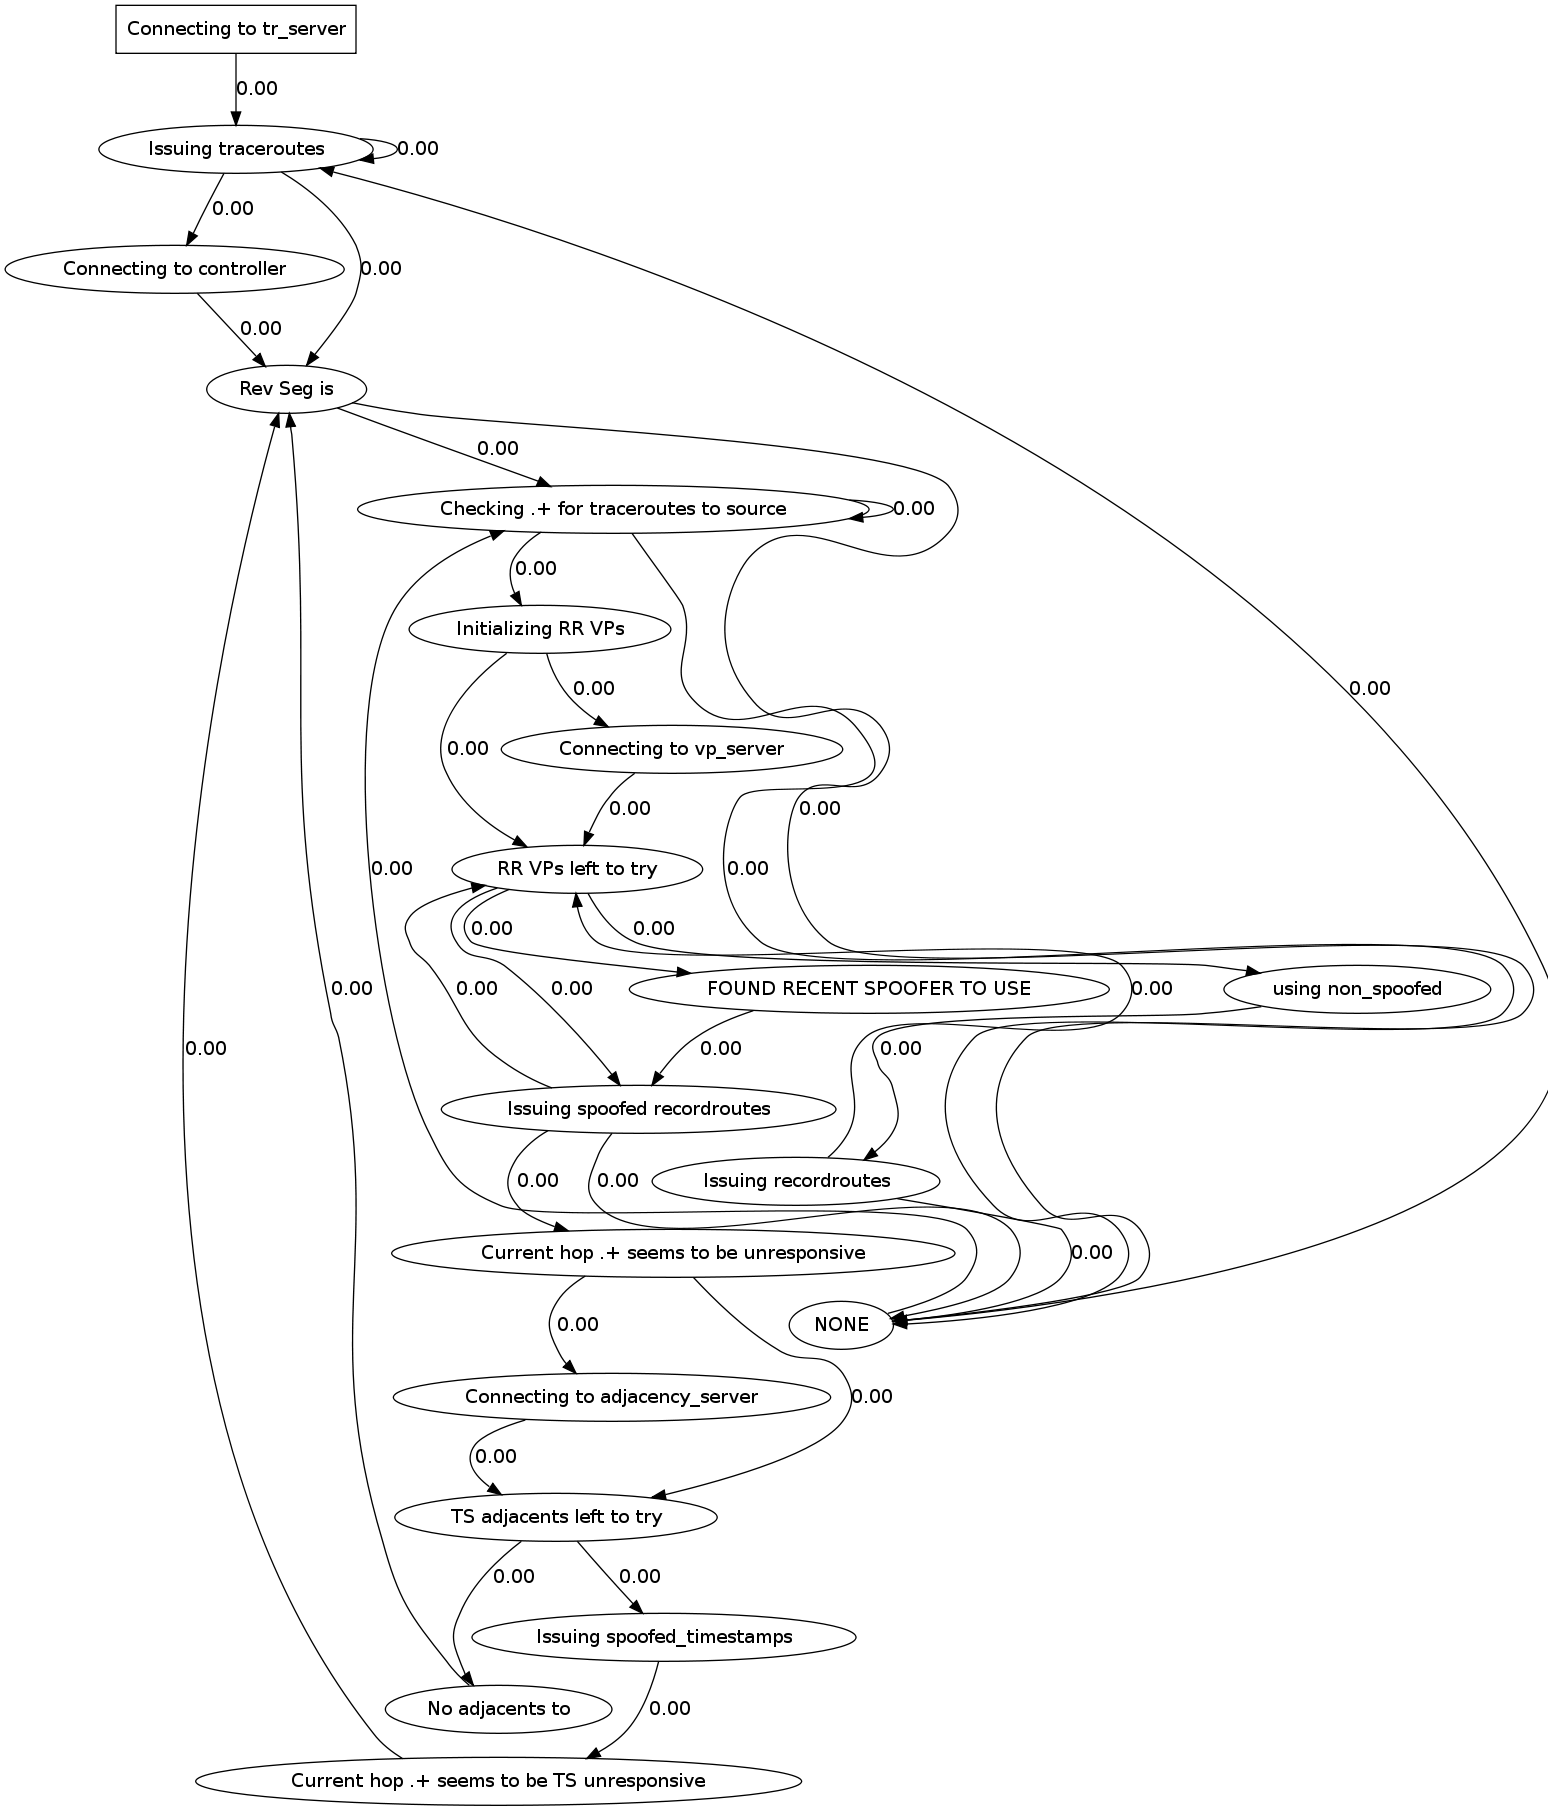 Connecting to tr_server
0.00
Issuing traceroutes
0.00
0.00
Connecting to controller
0.00
0.00
Rev Seg is
0.00
Checking .+ for traceroutes to source
0.00
0.00
Initializing RR VPs
0.00
0.00
0.00
Connecting to vp_server
0.00
0.00
0.00
RR VPs left to try
0.00
0.00
0.00
0.00
0.00
0.00
0.00
0.00
FOUND RECENT SPOOFER TO USE
using non_spoofed
0.00
0.00
0.00
Issuing spoofed recordroutes
0.00
0.00
Issuing recordroutes
Current hop .+ seems to be unresponsive
0.00
0.00
NONE
Connecting to adjacency_server
0.00
0.00
TS adjacents left to try
0.00
0.00
Issuing spoofed_timestamps
No adjacents to
0.00
Current hop .+ seems to be TS unresponsive